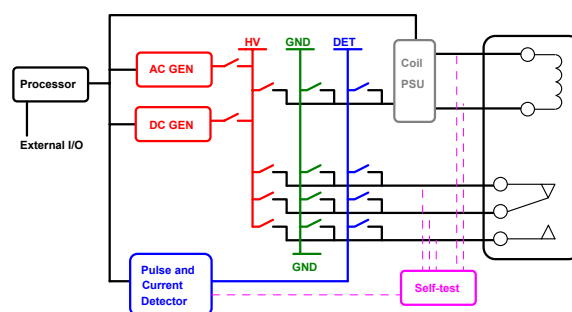 HV
GND
DET
AC GEN
Coil
PSU
Processor
DC GEN
External I/O
GND
Pulse and
Current
Detector
Self-test